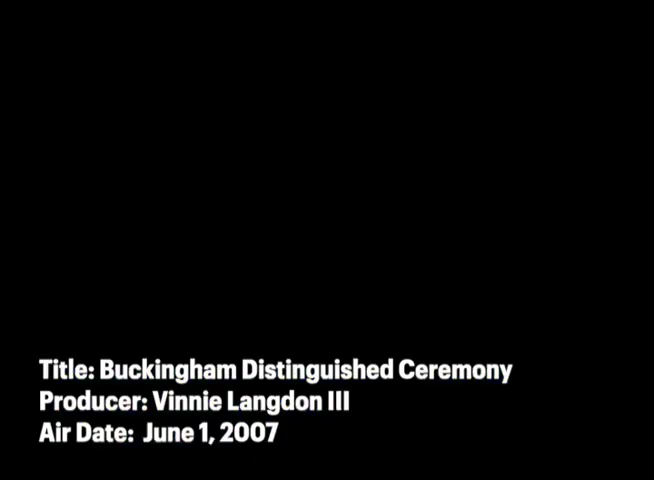 Title: Buckingham Distinguished Ceremony
Producer: Vinnie Langdon III
Air Date: June 1, 2007